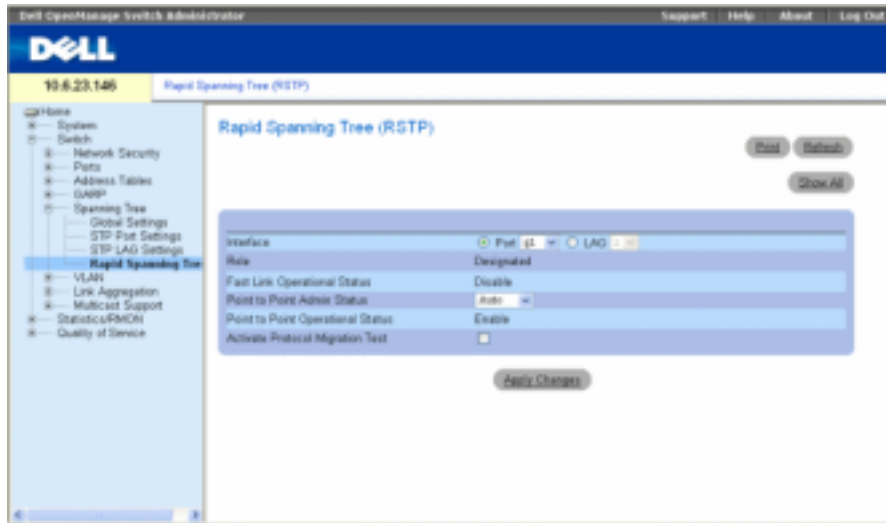 Dell OpenManage Switch Administrator
Support Help About Log Out
DELL
10.6.23.146
Rapid Spanning Tree (RSTP)
Home
System
Switch
Network Security
Ports
Address Tables
GARP
Spanning Tree
Global Settings
STP Port Settings
STP LAG Settings
Rapid Spanning Tre
VLAN
Link Aggregation
Multicast Support
Statistics/RMON
Quality of Service
Rapid Spanning Tree (RSTP)
Print Refresh
Show All
Interface Port g1 LAG
Role Designated
Fast Link Operational Status Disable
Point to Point Admin Status Auto
Point to Point Operational Status Enable
Activate Protocol Migration Test
Apply Changes